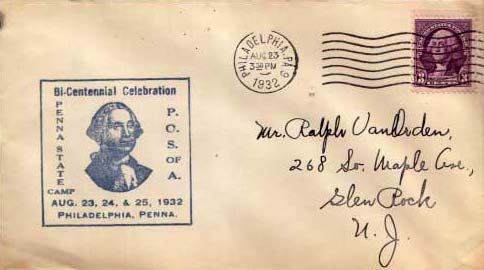 PHILADELPHIA, PA.
AUG 23
3 30 PM
1932
Bi-Centennial Celebration
PENNA STATE CAMP
P. O. S. OF A.
AUG. 23, 24, & 25, 1932
PHILADELPHIA, PENNA.
Mr. Ralph VanOrden,
268 So. Maple Ave.,
Glen Rock
N. J.